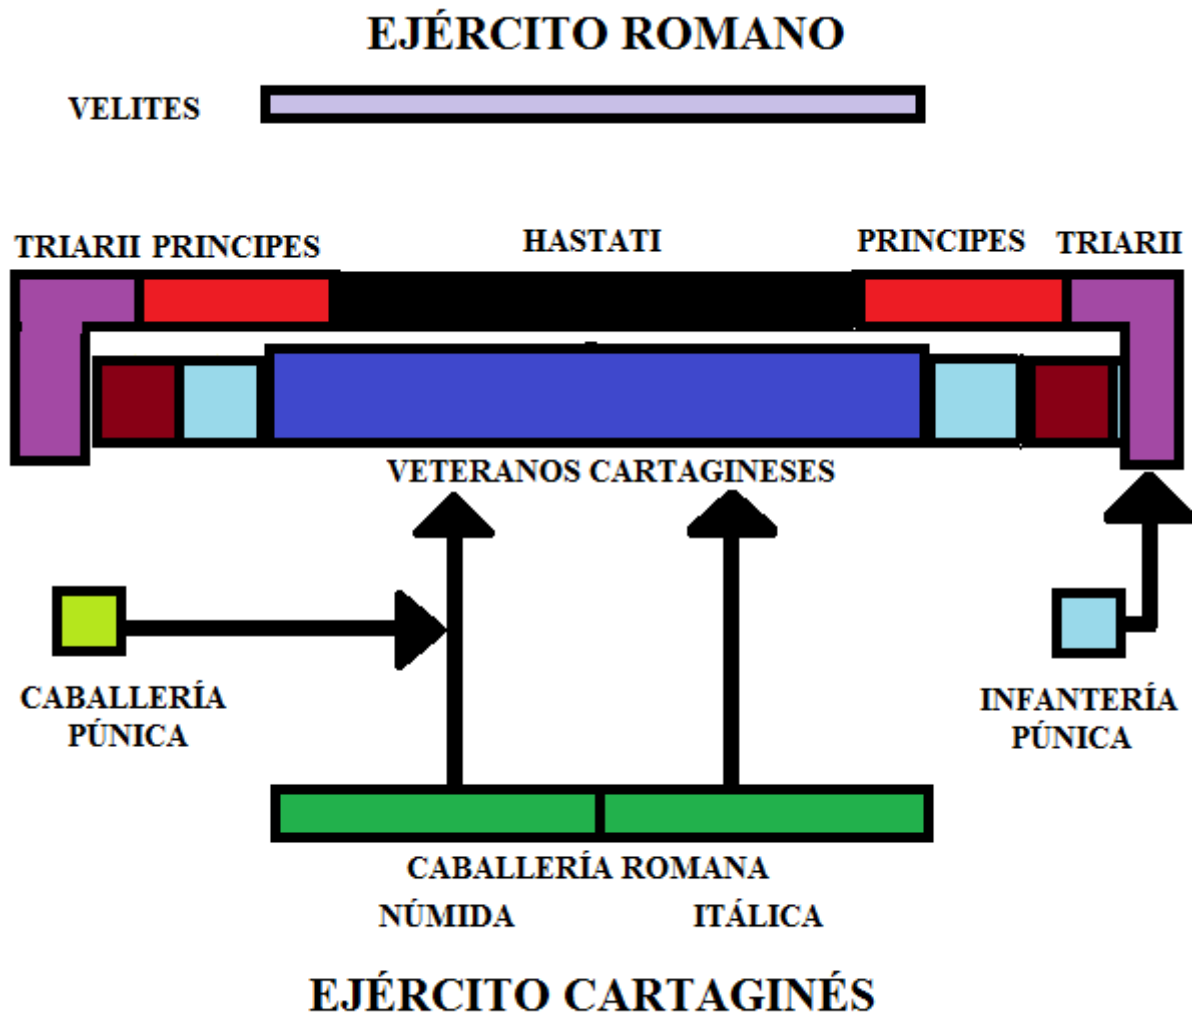 EJÉRCITO ROMANO
VELITES
TRIARII PRINCIPES HASTATI PRINCIPES TRIARII
VETERANOS CARTAGINESES
CABALLERÍA
PÚNICA
INFANTERÍA
PÚNICA
CABALLERÍA ROMANA
NÚMIDA ITÁLICA
EJÉRCITO CARTAGINÉS